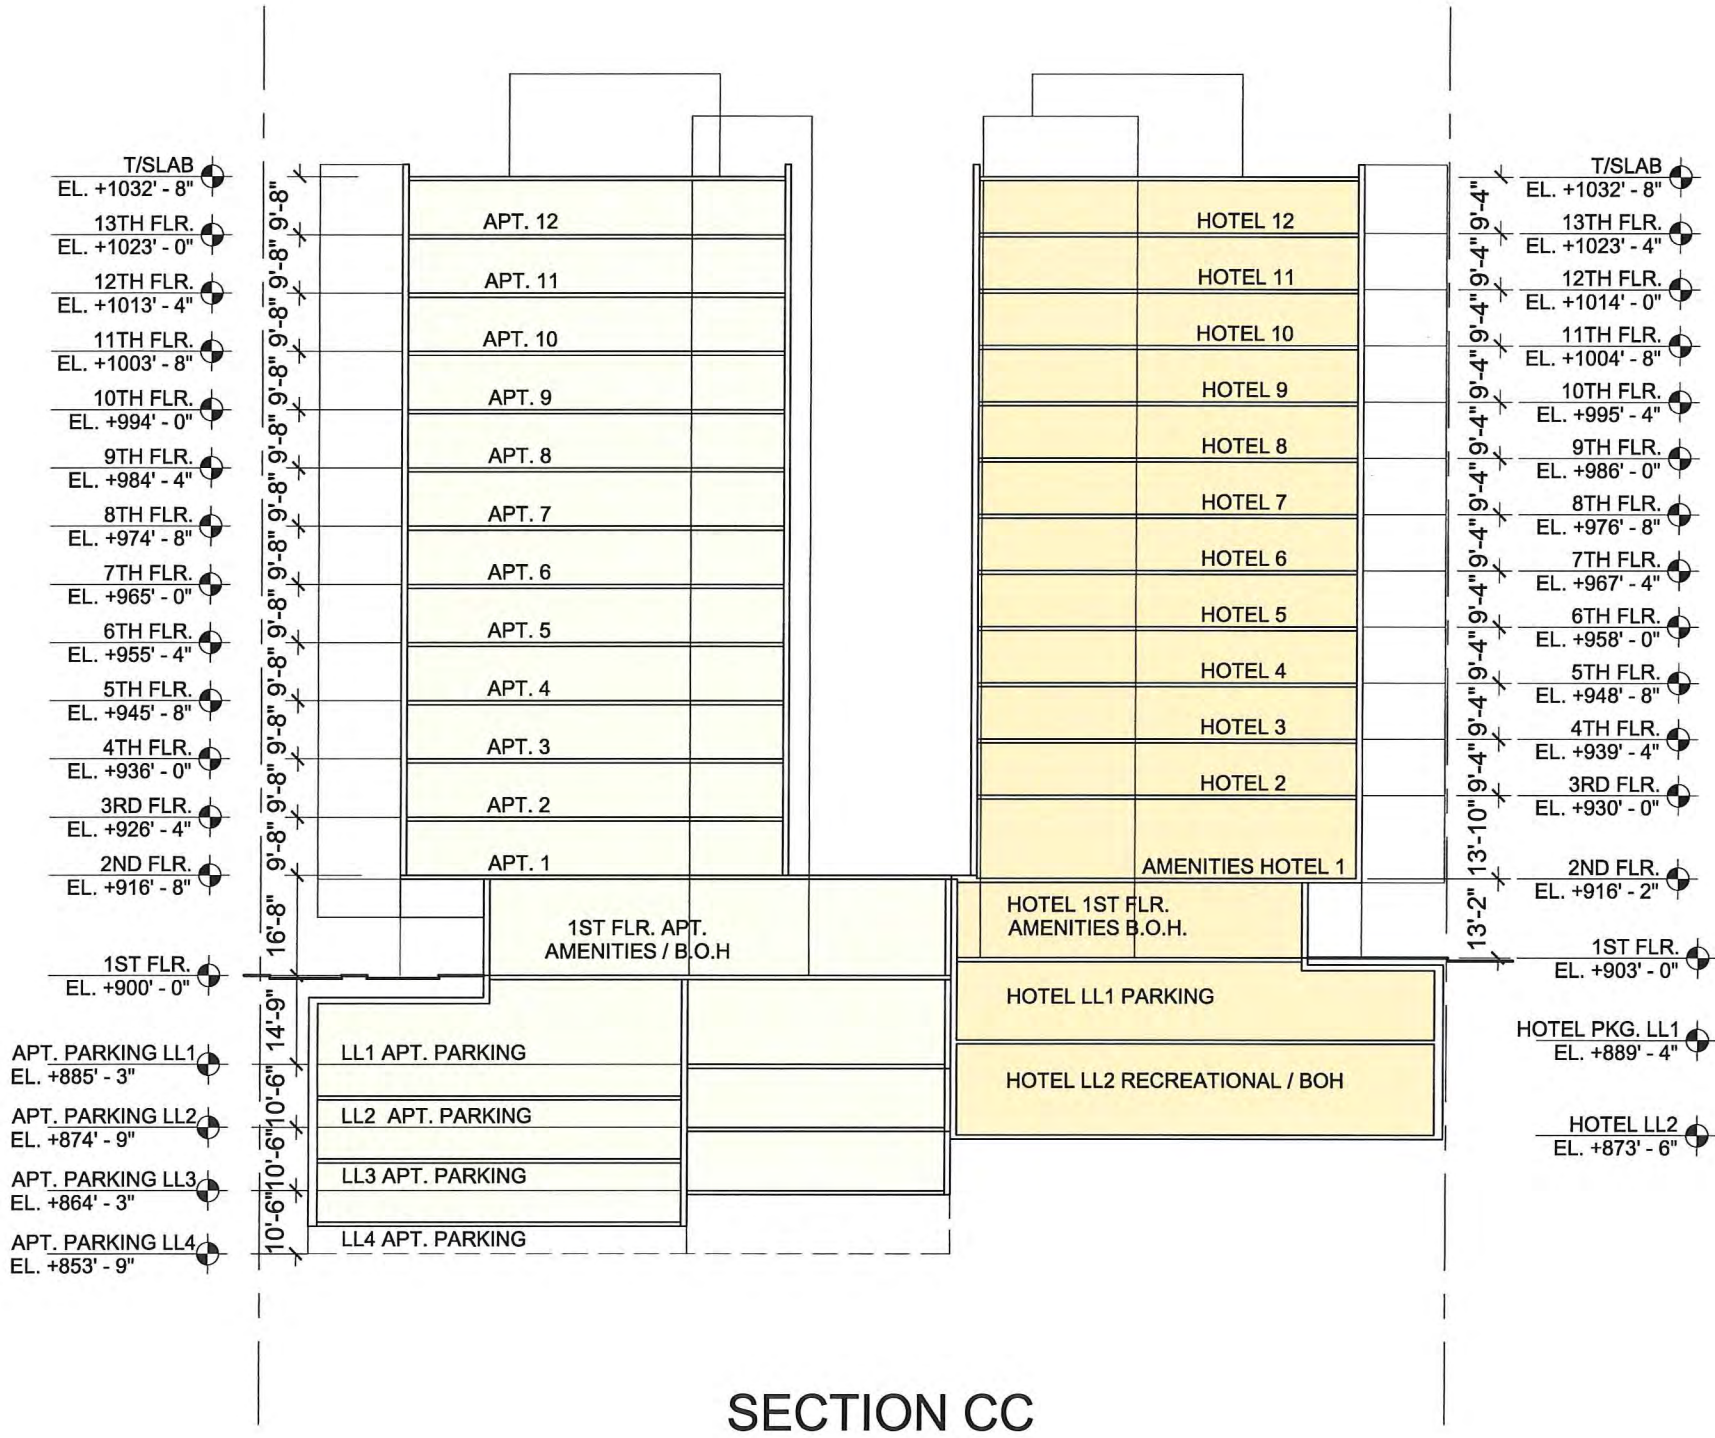 T/SLAB
EL. +1032' - 8"
13TH FLR.
EL. +1023' - 0"
12TH FLR.
EL. +1013' - 4"
11TH FLR.
EL. +1003' - 8"
10TH FLR.
EL. +994' - 0"
9TH FLR.
EL. +984' - 4"
8TH FLR.
EL. +974' - 8"
7TH FLR.
EL. +965' - 0"
6TH FLR.
EL. +955' - 4"
5TH FLR.
EL. +945' - 8"
4TH FLR.
EL. +936' - 0"
3RD FLR.
EL. +926' - 4"
2ND FLR.
EL. +916' - 8"
1ST FLR.
EL. +900' - 0"
APT. PARKING LL1
EL. +885' - 3"
APT. PARKING LL2
EL. +874' - 9"
APT. PARKING LL3
EL. +864' - 3"
APT. PARKING LL4
EL. +853' - 9"
9'-8"
9'-8"
9'-8"
9'-8"
9'-8"
9'-8"
9'-8"
9'-8"
9'-8"
9'-8"
9'-8"
9'-8"
16'-8"
14'-9"
10'-6"
10'-6"
10'-6"
APT. 12
APT. 11
APT. 10
APT. 9
APT. 8
APT. 7
APT. 6
APT. 5
APT. 4
APT. 3
APT. 2
APT. 1
1ST FLR. APT.
AMENITIES / B.O.H
LL1 APT. PARKING
LL2 APT. PARKING
LL3 APT. PARKING
LL4 APT. PARKING
HOTEL 12
HOTEL 11
HOTEL 10
HOTEL 9
HOTEL 8
HOTEL 7
HOTEL 6
HOTEL 5
HOTEL 4
HOTEL 3
HOTEL 2
AMENITIES HOTEL 1
HOTEL 1ST FLR.
AMENITIES B.O.H.
HOTEL LL1 PARKING
HOTEL LL2 RECREATIONAL / BOH
9'-4"
9'-4"
9'-4"
9'-4"
9'-4"
9'-4"
9'-4"
9'-4"
9'-4"
9'-4"
9'-4"
13'-10"
13'-2"
T/SLAB
EL. +1032' - 8"
13TH FLR.
EL. +1023' - 4"
12TH FLR.
EL. +1014' - 0"
11TH FLR.
EL. +1004' - 8"
10TH FLR.
EL. +995' - 4"
9TH FLR.
EL. +986' - 0"
8TH FLR.
EL. +976' - 8"
7TH FLR.
EL. +967' - 4"
6TH FLR.
EL. +958' - 0"
5TH FLR.
EL. +948' - 8"
4TH FLR.
EL. +939' - 4"
3RD FLR.
EL. +930' - 0"
2ND FLR.
EL. +916' - 2"
1ST FLR.
EL. +903' - 0"
HOTEL PKG. LL1
EL. +889' - 4"
HOTEL LL2
EL. +873' - 6"
SECTION CC